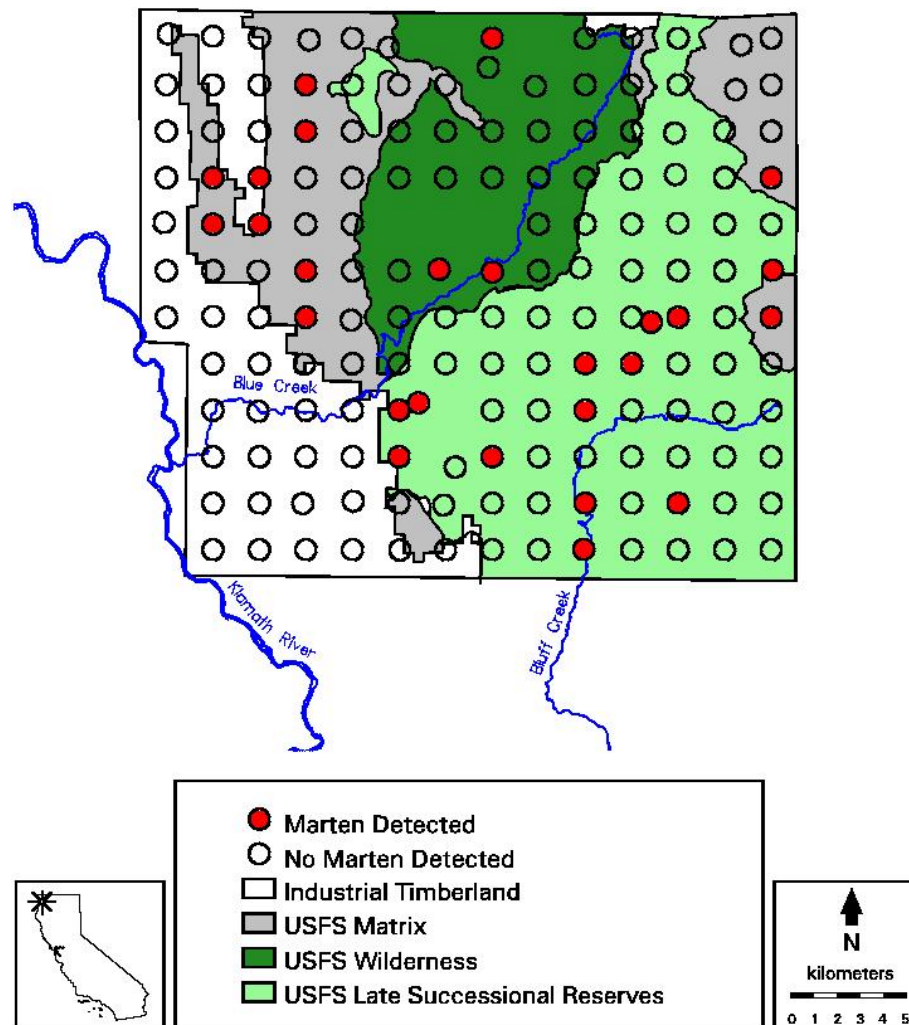 Blue Creek
Klamath River
Bluff Creek
Marten Detected
No Marten Detected
Industrial Timberland
USFS Matrix
USFS Wilderness
USFS Late Successional Reserves
N
kilometers
0 1 2 3 4 5